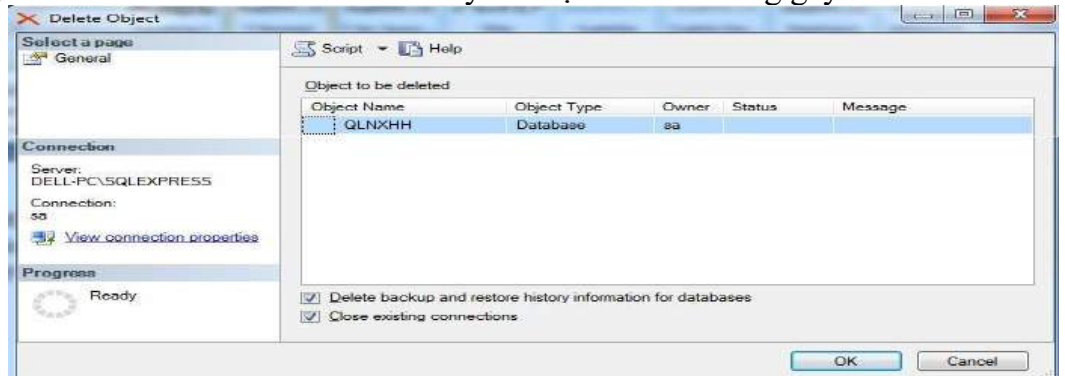 Delete Object
Select a page
General
Script
Help
Object to be deleted
Object Name Object Type Owner Status Message
QLNXHH Database sa
Connection
Server:
DELL-PC\SQLEXPRESS
Connection:
sa
View connection properties
Progress
Ready
Delete backup and restore history information for databases
Close existing connections
OK Cancel